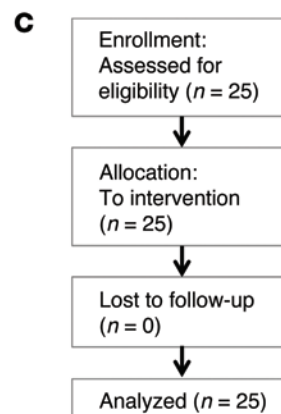 c
Enrollment:
Assessed for
eligibility (n = 25)
Allocation:
To intervention
(n = 25)
Lost to follow-up
(n = 0)
Analyzed (n = 25)